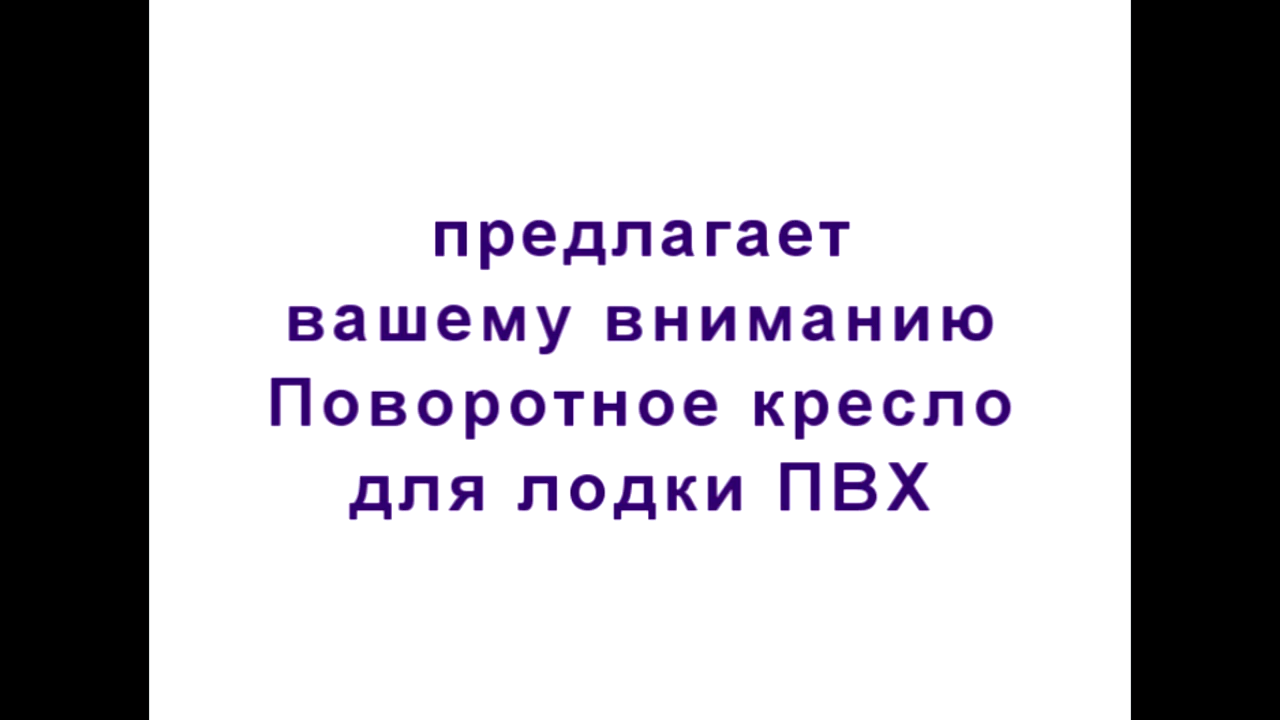 предлагает
вашему вниманию
Поворотное кресло
для лодки ПВХ